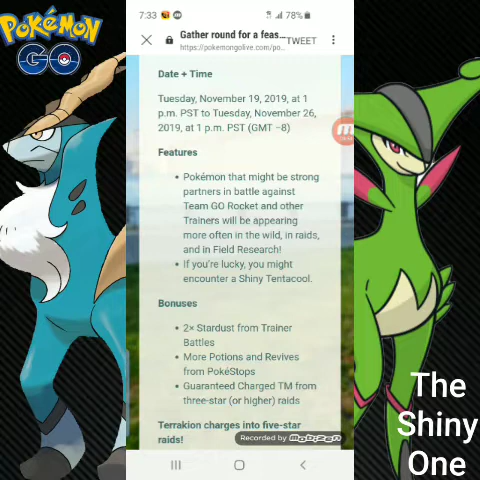 POKÉMON
GO
7:33
78%
Gather round for a feas...
TWEET
https://pokemongolive.com/po...
Date + Time
Tuesday, November 19, 2019, at 1
p.m. PST to Tuesday, November 26,
2019, at 1 p.m. PST (GMT −8)
Features
• Pokémon that might be strong
partners in battle against
Team GO Rocket and other
Trainers will be appearing
more often in the wild, in raids,
and in Field Research!
• If you're lucky, you might
encounter a Shiny Tentacool.
Bonuses
• 2× Stardust from Trainer
Battles
• More Potions and Revives
from PokéStops
• Guaranteed Charged TM from
three-star (or higher) raids
Terrakion charges into five-star
raids!
Recorded by mobizen
The
Shiny
One